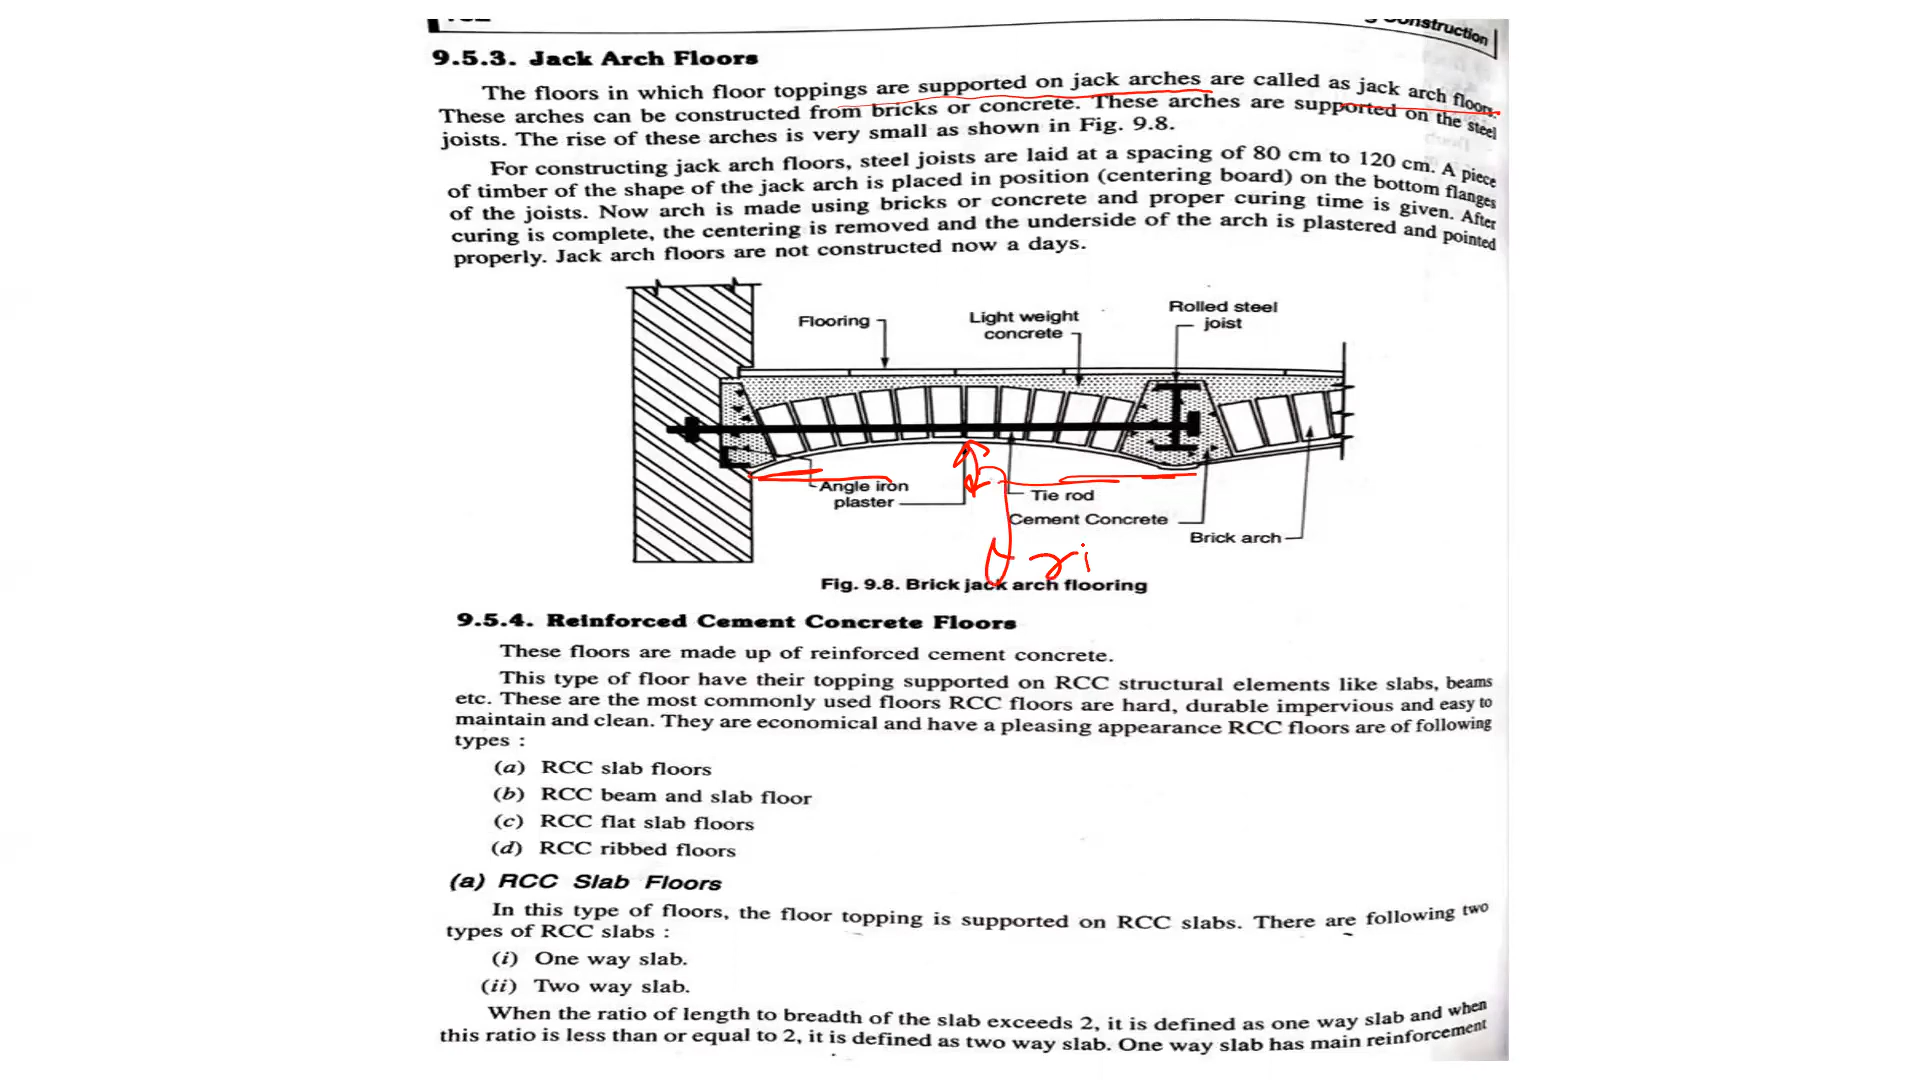 Construction
9.5.3. Jack Arch Floors
The floors in which floor toppings are supported on jack arches are called as jack arch floors.
These arches can be constructed from bricks or concrete. These arches are supported on the steel
joists. The rise of these arches is very small as shown in Fig. 9.8.
For constructing jack arch floors, steel joists are laid at a spacing of 80 cm to 120 cm. A piece
of timber of the shape of the jack arch is placed in position (centering board) on the bottom flanges
of the joists. Now arch is made using bricks or concrete and proper curing time is given. After
curing is complete, the centering is removed and the underside of the arch is plastered and pointed
properly. Jack arch floors are not constructed now a days.
Flooring
Light weight
concrete
Rolled steel
joist
Angle iron
plaster
Tie rod
Cement Concrete
Brick arch
ri
Fig. 9.8. Brick jack arch flooring
9.5.4. Reinforced Cement Concrete Floors
These floors are made up of reinforced cement concrete.
This type of floor have their topping supported on RCC structural elements like slabs, beams
etc. These are the most commonly used floors RCC floors are hard, durable impervious and easy to
maintain and clean. They are economical and have a pleasing appearance RCC floors are of following
types :
(a) RCC slab floors
(b) RCC beam and slab floor
(c) RCC flat slab floors
(d) RCC ribbed floors
(a) RCC Slab Floors
In this type of floors, the floor topping is supported on RCC slabs. There are following two
types of RCC slabs :
(i) One way slab.
(ii) Two way slab.
When the ratio of length to breadth of the slab exceeds 2, it is defined as one way slab and when
this ratio is less than or equal to 2, it is defined as two way slab. One way slab has main reinforcement